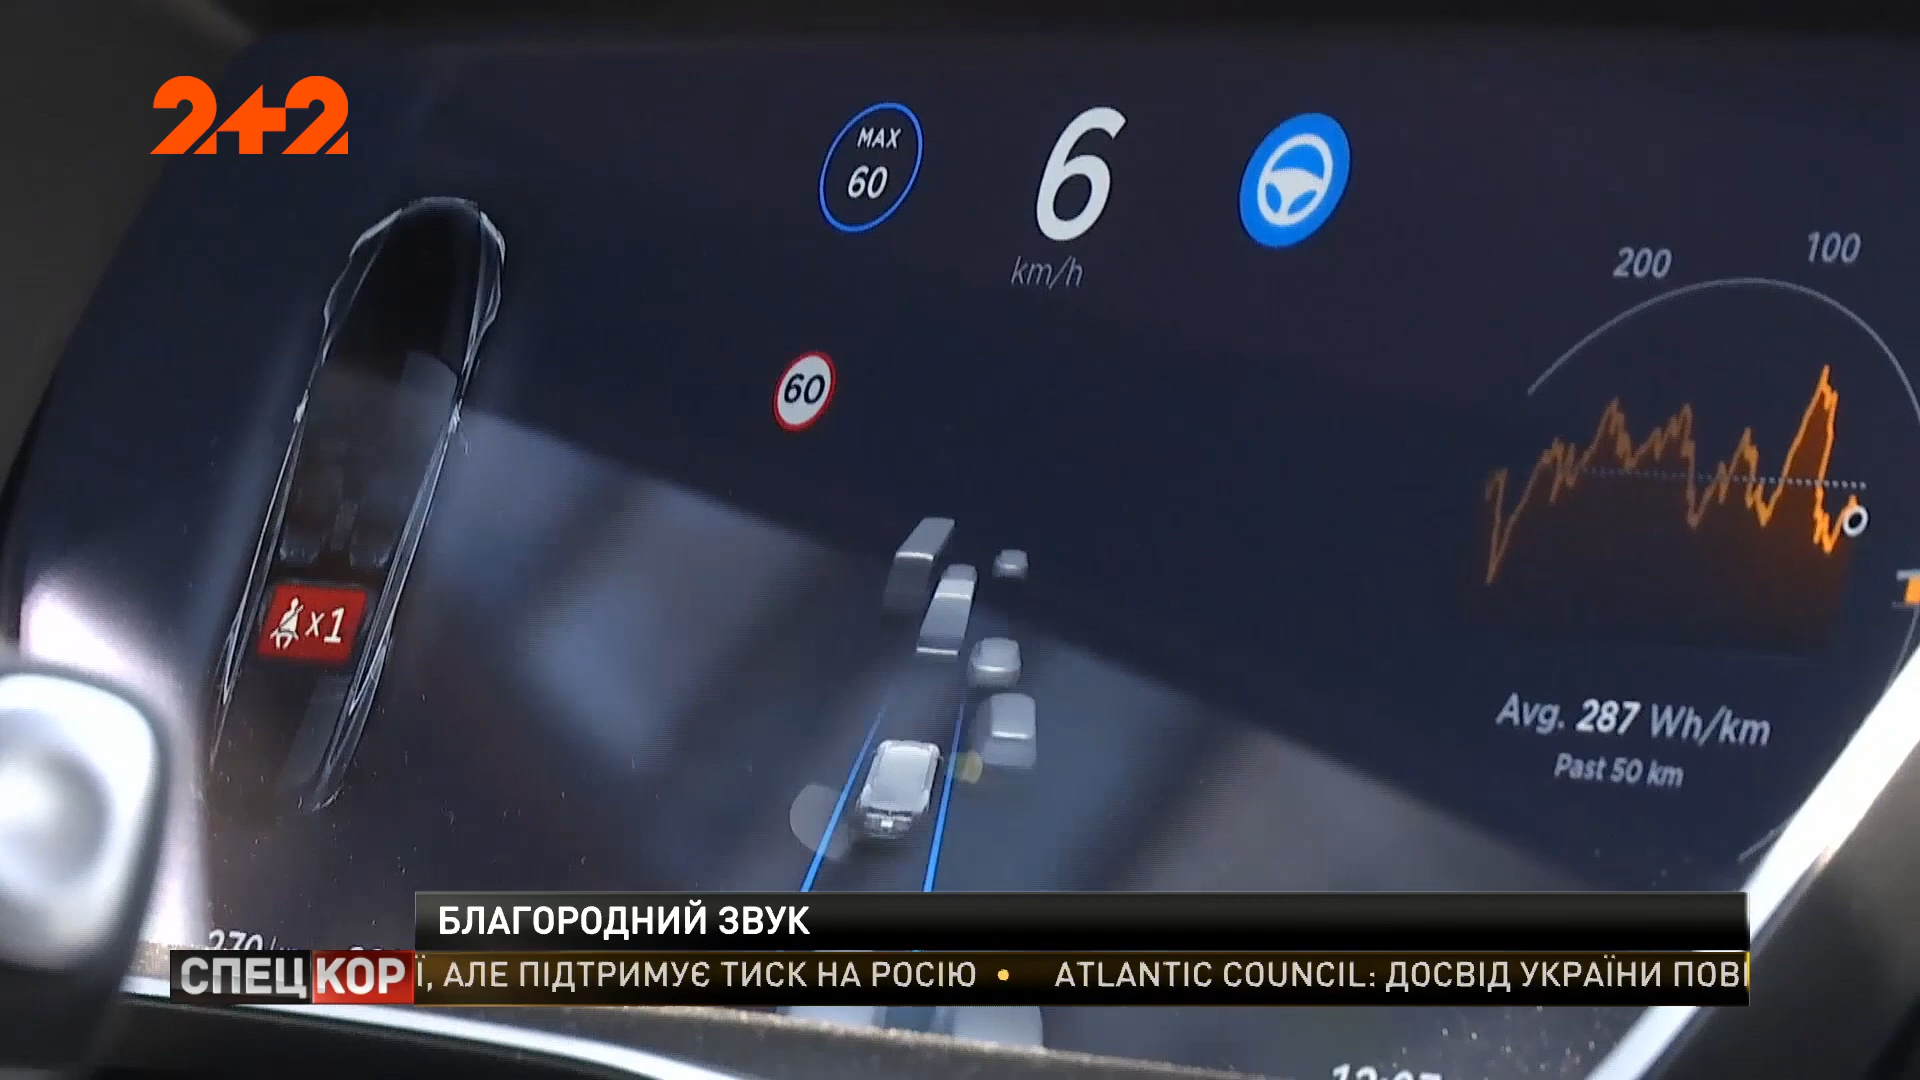 2+2
MAX
60
6
km/h
60
200
100
x1
Avg. 287 Wh/km
Past 50 km
БЛАГОРОДНИЙ ЗВУК
СПЕЦКОР
Ї, АЛЕ ПІДТРИМУЄ ТИСК НА РОСІЮ • ATLANTIC COUNCIL: ДОСВІД УКРАЇНИ ПОВІ